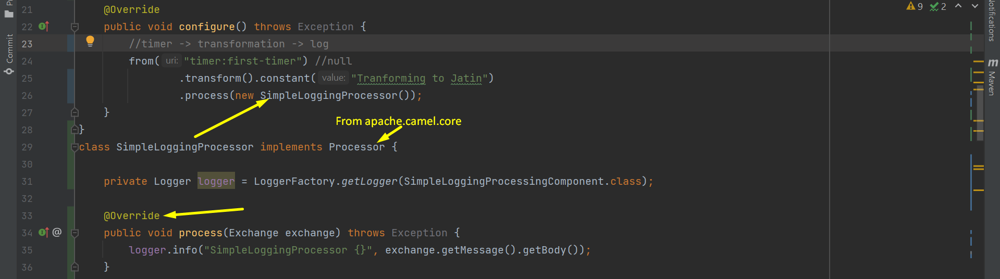 21 @Override 9 2
22 public void configure() throws Exception {
23 //timer -> transformation -> log
24 from( uri: "timer:first-timer") //null
25 .transform().constant( value: "Tranforming to Jatin")
26 .process(new SimpleLoggingProcessor());
27 }
From apache.camel.core
28 }
29 class SimpleLoggingProcessor implements Processor {
30
31 private Logger logger = LoggerFactory.getLogger(SimpleLoggingProcessingComponent.class);
32
33 @Override
34 @ public void process(Exchange exchange) throws Exception {
35 logger.info("SimpleLoggingProcessor {}", exchange.getMessage().getBody());
36 }
Commit
Notifications
m Maven